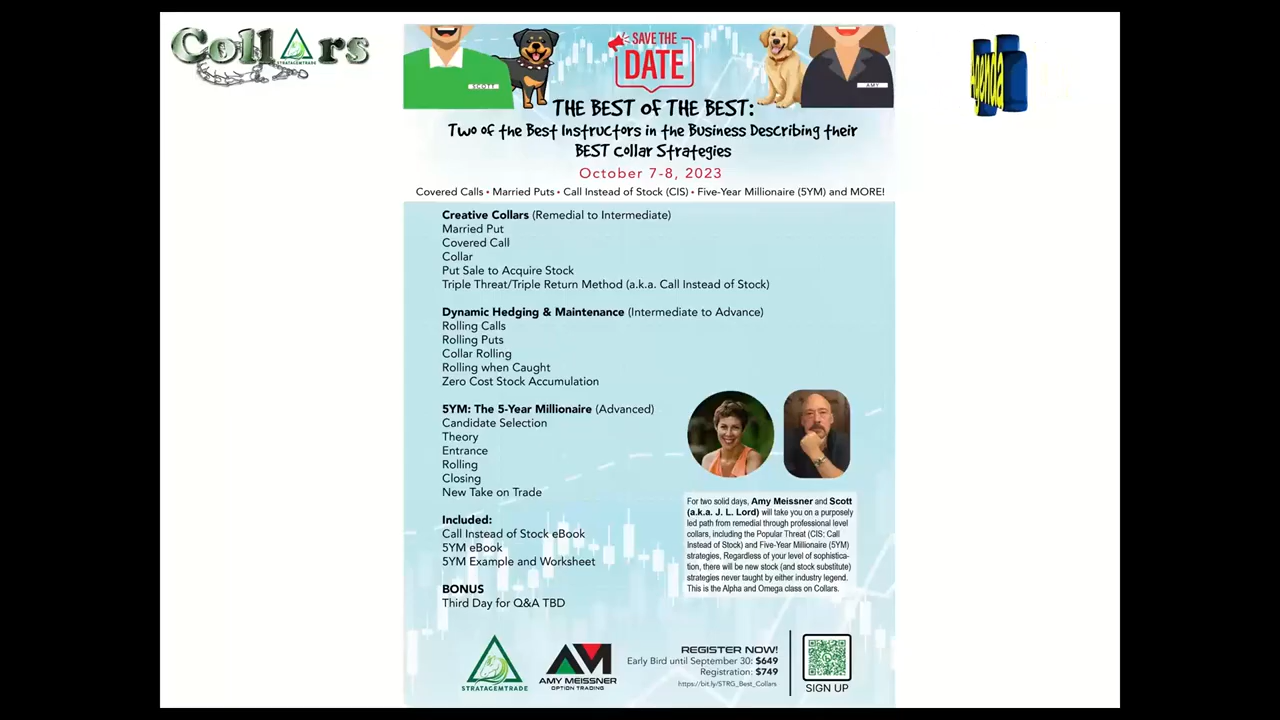 Collars
STRATAGEMTRADE
Agenda
SAVE THE
DATE
SCOTT
AMY
THE BEST OF THE BEST:
Two of the Best Instructors in the Business Describing their
BEST Collar Strategies
October 7-8, 2023
Covered Calls • Married Puts • Call Instead of Stock (CIS) • Five-Year Millionaire (5YM) and MORE!
Creative Collars (Remedial to Intermediate)
Married Put
Covered Call
Collar
Put Sale to Acquire Stock
Triple Threat/Triple Return Method (a.k.a. Call Instead of Stock)
Dynamic Hedging & Maintenance (Intermediate to Advance)
Rolling Calls
Rolling Puts
Collar Rolling
Rolling when Caught
Zero Cost Stock Accumulation
5YM: The 5-Year Millionaire (Advanced)
Candidate Selection
Theory
Entrance
Rolling
Closing
New Take on Trade
Included:
Call Instead of Stock eBook
5YM eBook
5YM Example and Worksheet
BONUS
Third Day for Q&A TBD
For two solid days, Amy Meissner and Scott
(a.k.a. J. L. Lord) will take you on a purposely
led path from remedial through professional level
collars, including the Popular Threat (CIS: Call
Instead of Stock) and Five-Year Millionaire (5YM)
strategies, Regardless of your level of sophistica-
tion, there will be new stock (and stock substitute)
strategies never taught by either industry legend.
This is the Alpha and Omega class on Collars.
STRATAGEMTRADE
AM
AMY MEISSNER
OPTION TRADING
REGISTER NOW!
Early Bird until September 30: $649
Registration: $749
https://bit.ly/STRG_Best_Collars
SIGN UP